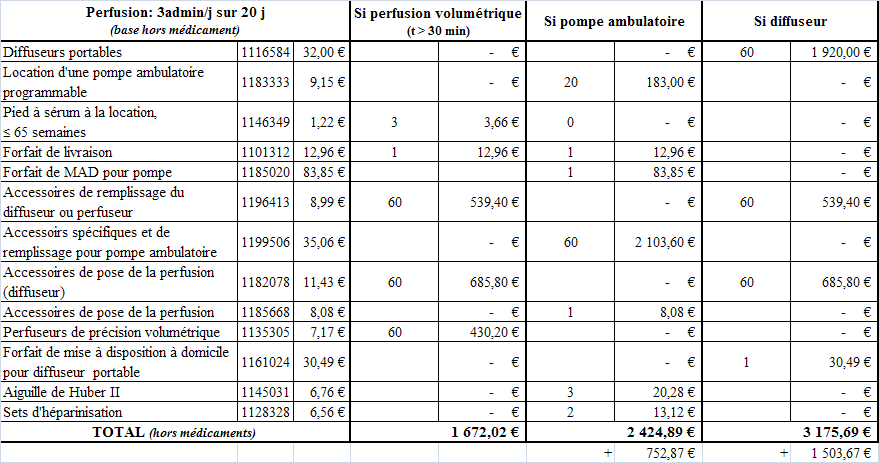 Perfusion: 3admin/j sur 20 j Si perfusion volumétrique Si pompe ambulatoire Si diffuseur
(base hors médicament) (t > 30 min)
Diffuseurs portables 1116584 32,00 € - € - € 60 1 920,00 €
Location d'une pompe ambulatoire
programmable 1183333 9,15 € - € 20 183,00 € - €
Pied à sérum à la location,
≤ 65 semaines 1146349 1,22 € 3 3,66 € 0 - € - €
Forfait de livraison 1101312 12,96 € 1 12,96 € 1 12,96 € - €
Forfait de MAD pour pompe 1185020 83,85 € 1 83,85 € - €
Accessoires de remplissage du
diffuseur ou perfuseur 1196413 8,99 € 60 539,40 € - € 60 539,40 €
Accessoirs spécifiques et de
remplissage pour pompe ambulatoire 1199506 35,06 € - € 60 2 103,60 € - €
Accessoires de pose de la perfusion
(diffuseur) 1182078 11,43 € 60 685,80 € - € 60 685,80 €
Accessoires de pose de la perfusion 1185668 8,08 € - € 1 8,08 € - €
Perfuseurs de précision volumétrique 1135305 7,17 € 60 430,20 € - € - €
Forfait de mise à disposition à domicile
pour diffuseur portable 1161024 30,49 € - € - € 1 30,49 €
Aiguille de Huber II 1145031 6,76 € - € 3 20,28 € - €
Sets d'héparinisation 1128328 6,56 € - € 2 13,12 € - €
TOTAL (hors médicaments) 1 672,02 € 2 424,89 € 3 175,69 €
+ 752,87 € + 1 503,67 €